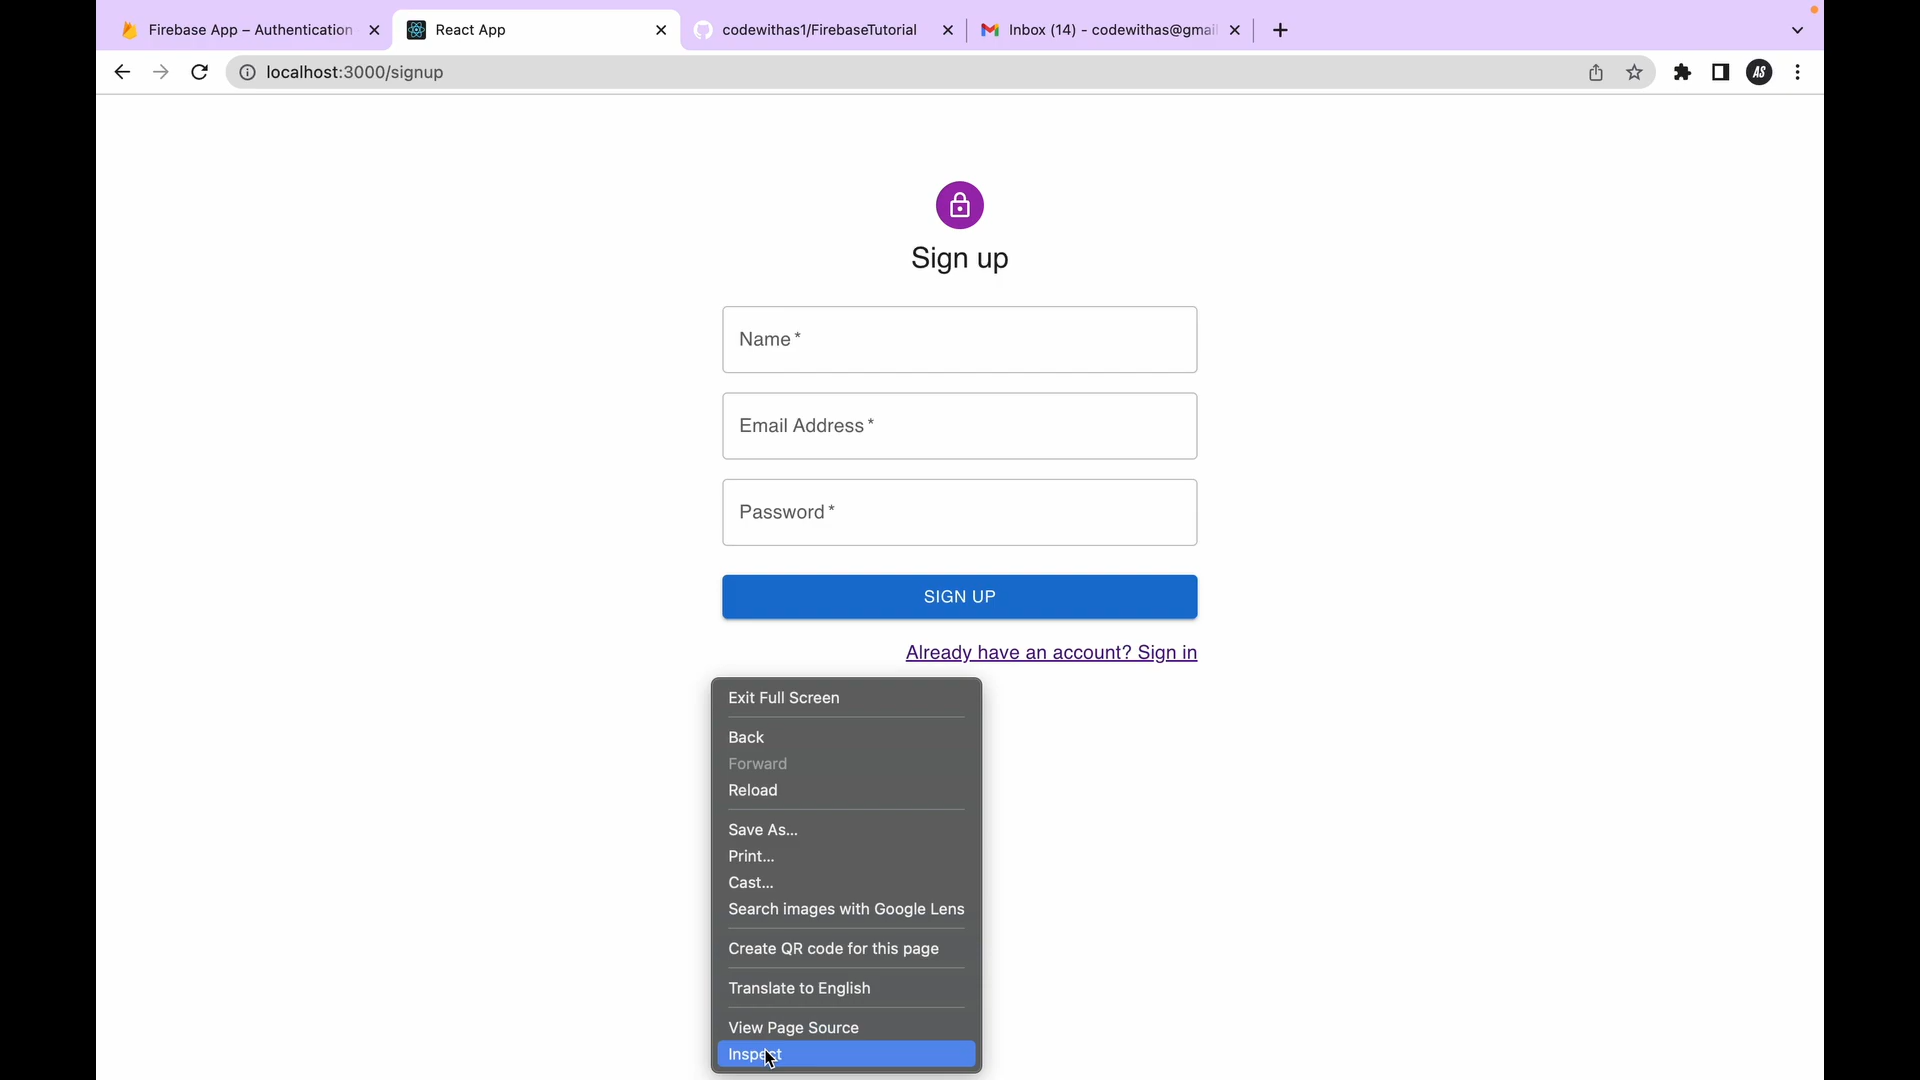 Firebase App – Authentication
React App
codewithas1/FirebaseTutorial
Inbox (14) - codewithas@gmai
localhost:3000/signup
AS
Sign up
Name *
Email Address *
Password *
SIGN UP
Already have an account? Sign in
Exit Full Screen
Back
Forward
Reload
Save As...
Print...
Cast...
Search images with Google Lens
Create QR code for this page
Translate to English
View Page Source
Inspect